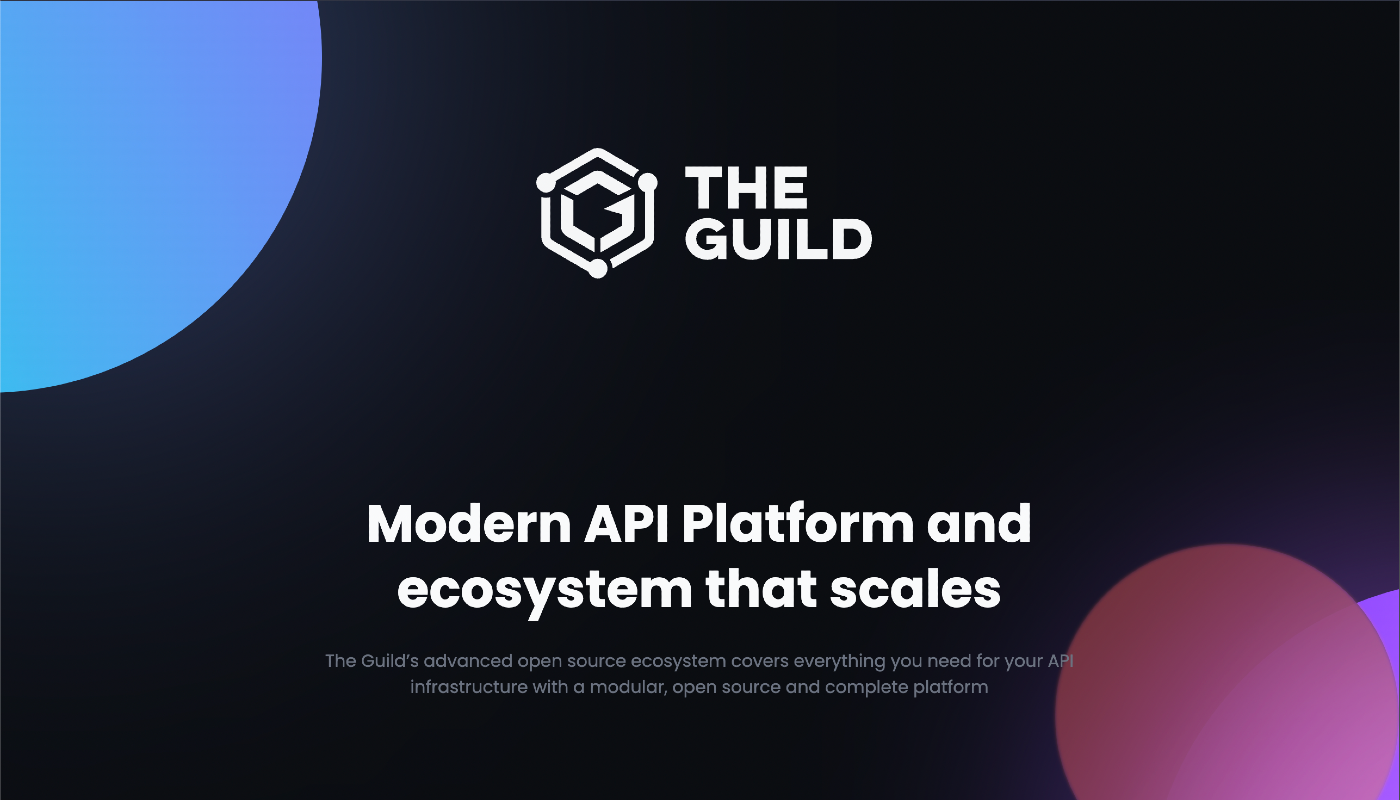 THE
GUILD
Modern API Platform and
ecosystem that scales
The Guild’s advanced open source ecosystem covers everything you need for your API
infrastructure with a modular, open source and complete platform